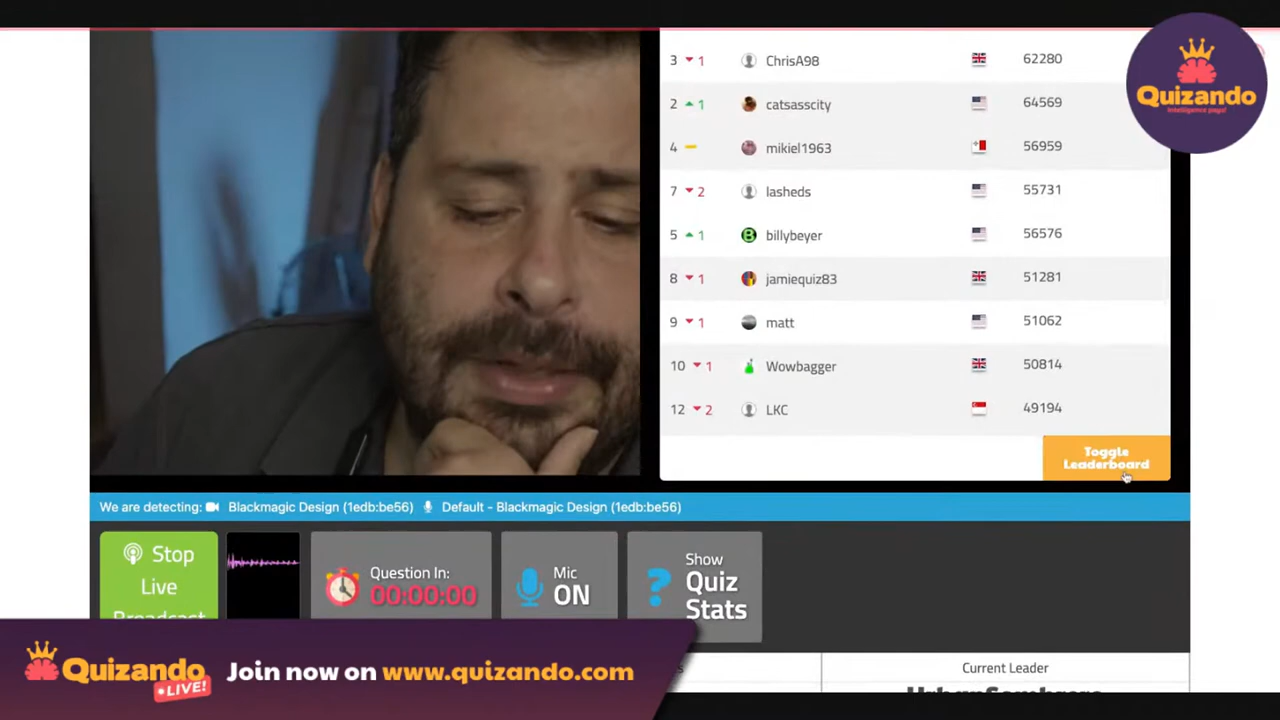 3 1 ChrisA98 62280
2 1 catsasscity 64569
4 mikiel1963 56959
7 2 lasheds 55731
5 1 billybeyer 56576
8 1 jamiequiz83 51281
9 1 matt 51062
10 1 Wowbagger 50814
12 2 LKC 49194
Quizando
Intelligence pays!
Toggle
Leaderboard
We are detecting: Blackmagic Design (1edb:be56) Default - Blackmagic Design (1edb:be56)
Stop
Live
Broadcast
Question In:
00:00:00
Mic
ON
Show
Quiz
Stats
Current Leader
Quizando
LIVE!
Join now on www.quizando.com